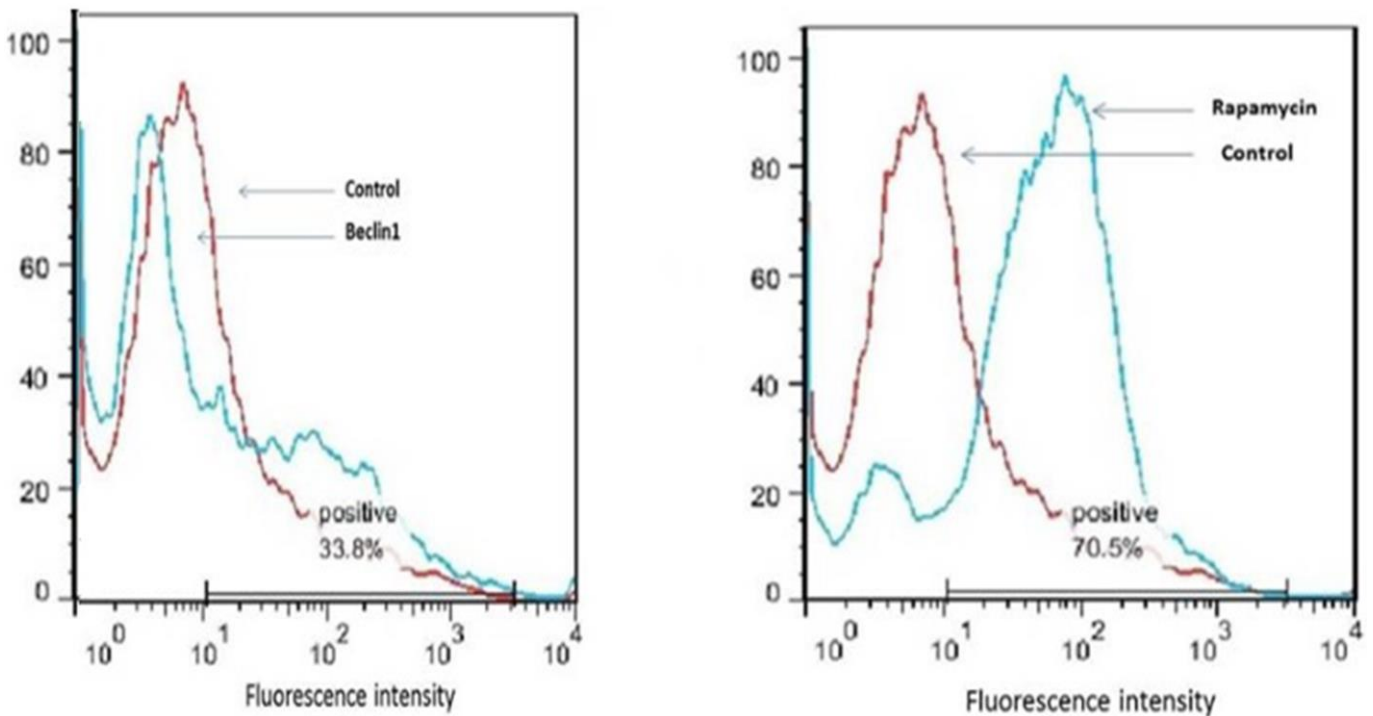 100
80
60
40
20
0
Control
Beclin1
positive
33.8%
10^0 10^1 10^2 10^3 10^4
Fluorescence intensity
100
80
60
40
20
0
Rapamycin
Control
positive
70.5%
10^0 10^1 10^2 10^3 10^4
Fluorescence intensity